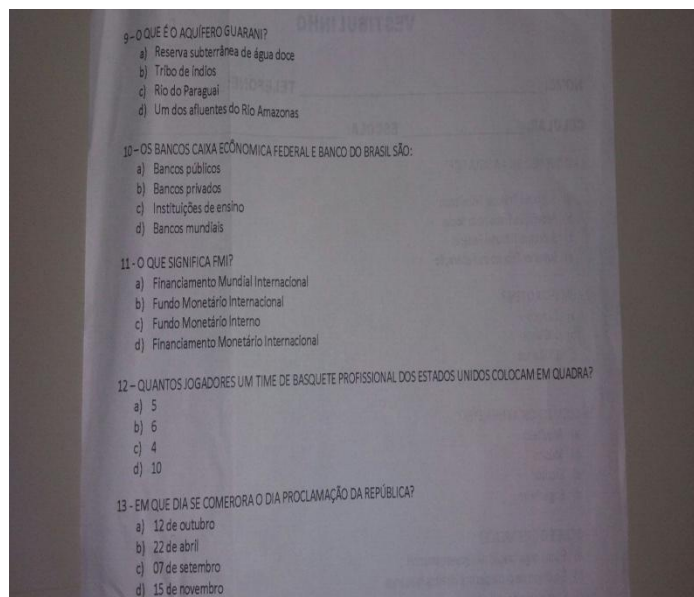 9 – O QUE É O AQUÍFERO GUARANI?
a) Reserva subterrânea de água doce
b) Tribo de índios
c) Rio do Paraguai
d) Um dos afluentes do Rio Amazonas
10 – OS BANCOS CAIXA ECÔNOMICA FEDERAL E BANCO DO BRASIL SÃO:
a) Bancos públicos
b) Bancos privados
c) Instituições de ensino
d) Bancos mundiais
11 - O QUE SIGNIFICA FMI?
a) Financiamento Mundial Internacional
b) Fundo Monetário Internacional
c) Fundo Monetário Interno
d) Financiamento Monetário Internacional
12 – QUANTOS JOGADORES UM TIME DE BASQUETE PROFISSIONAL DOS ESTADOS UNIDOS COLOCAM EM QUADRA?
a) 5
b) 6
c) 4
d) 10
13 - EM QUE DIA SE COMERORA O DIA PROCLAMAÇÃO DA REPÚBLICA?
a) 12 de outubro
b) 22 de abril
c) 07 de setembro
d) 15 de novembro